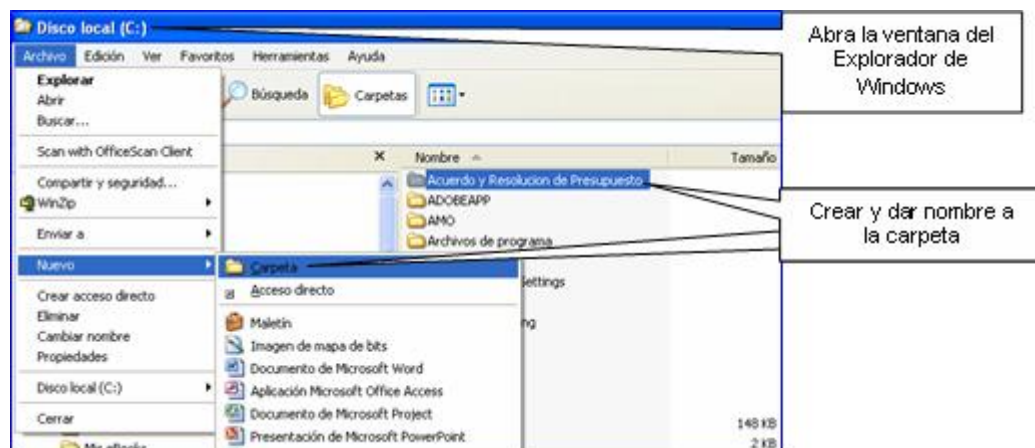 Disco local (C:)
Archivo Edición Ver Favoritos Herramientas Ayuda
Explorar
Abrir
Buscar...
Scan with OfficeScan Client
Compartir y seguridad...
WinZip
Enviar a
Nuevo
Crear acceso directo
Eliminar
Cambiar nombre
Propiedades
Disco local (C:)
Cerrar
Búsqueda Carpetas
Nombre Tamaño
Acuerdo y Resolucion de Presupuesto
ADOBEAPP
AMO
Archivos de programa
Carpeta
Acceso directo
Maletín
Imagen de mapa de bits
Documento de Microsoft Word
Aplicación Microsoft Office Access
Documento de Microsoft Project
Presentación de Microsoft PowerPoint
148 KB
2 KB
Abra la ventana del
Explorador de
Windows
Crear y dar nombre a
la carpeta